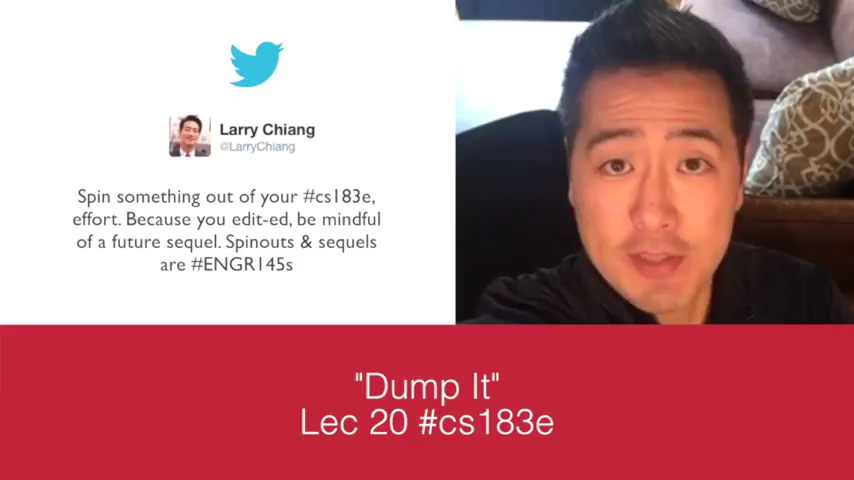 Larry Chiang
@LarryChiang
Spin something out of your #cs183e,
effort. Because you edit-ed, be mindful
of a future sequel. Spinouts & sequels
are #ENGR145s
"Dump It"
Lec 20 #cs183e